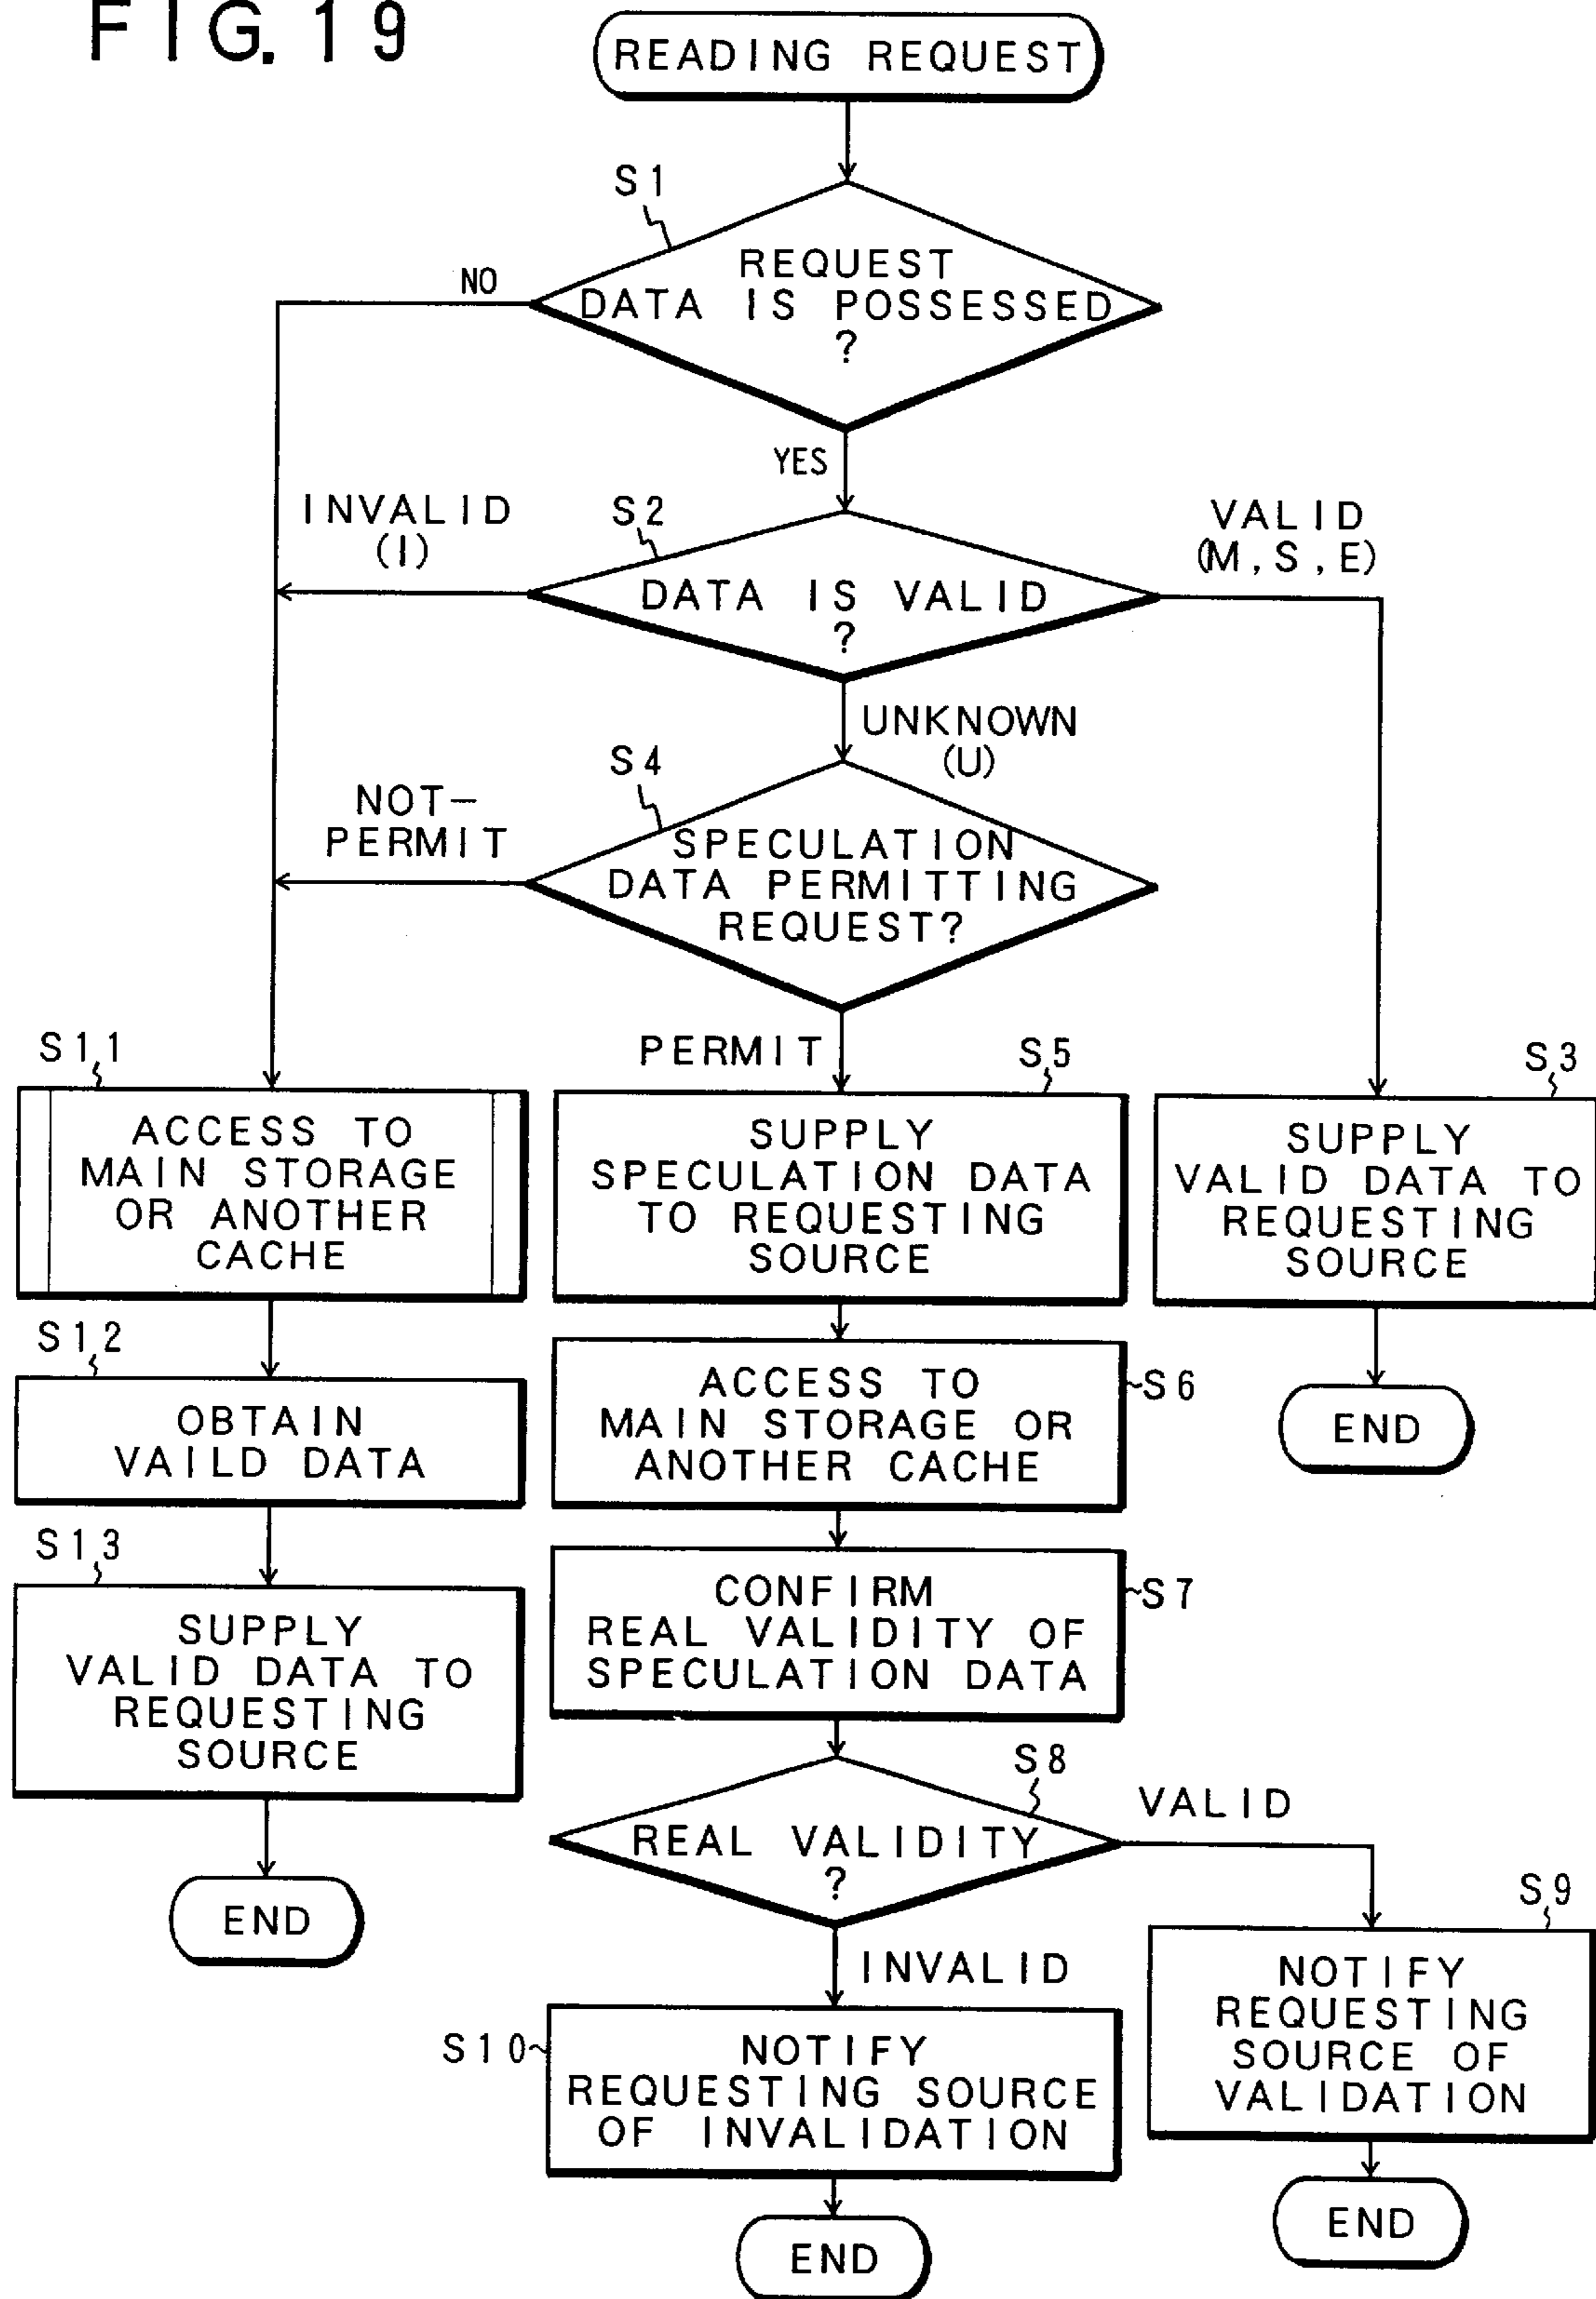 FIG. 19
READING REQUEST
S1
REQUEST
DATA IS POSSESSED
?
NO
YES
INVALID
(I)
S2
VALID
(M, S, E)
DATA IS VALID
?
UNKNOWN
(U)
S4
NOT-
PERMIT
SPECULATION
DATA PERMITTING
REQUEST?
PERMIT
S11
ACCESS TO
MAIN STORAGE
OR ANOTHER
CACHE
S5
SUPPLY
SPECULATION DATA
TO REQUESTING
SOURCE
S3
SUPPLY
VALID DATA TO
REQUESTING
SOURCE
END
S12
OBTAIN
VAILD DATA
ACCESS TO
MAIN STORAGE OR
ANOTHER CACHE
S6
S13
SUPPLY
VALID DATA TO
REQUESTING
SOURCE
END
CONFIRM
REAL VALIDITY OF
SPECULATION DATA
S7
S8
REAL VALIDITY
?
VALID
INVALID
S9
NOTIFY
REQUESTING
SOURCE OF
VALIDATION
END
S10
NOTIFY
REQUESTING SOURCE
OF INVALIDATION
END